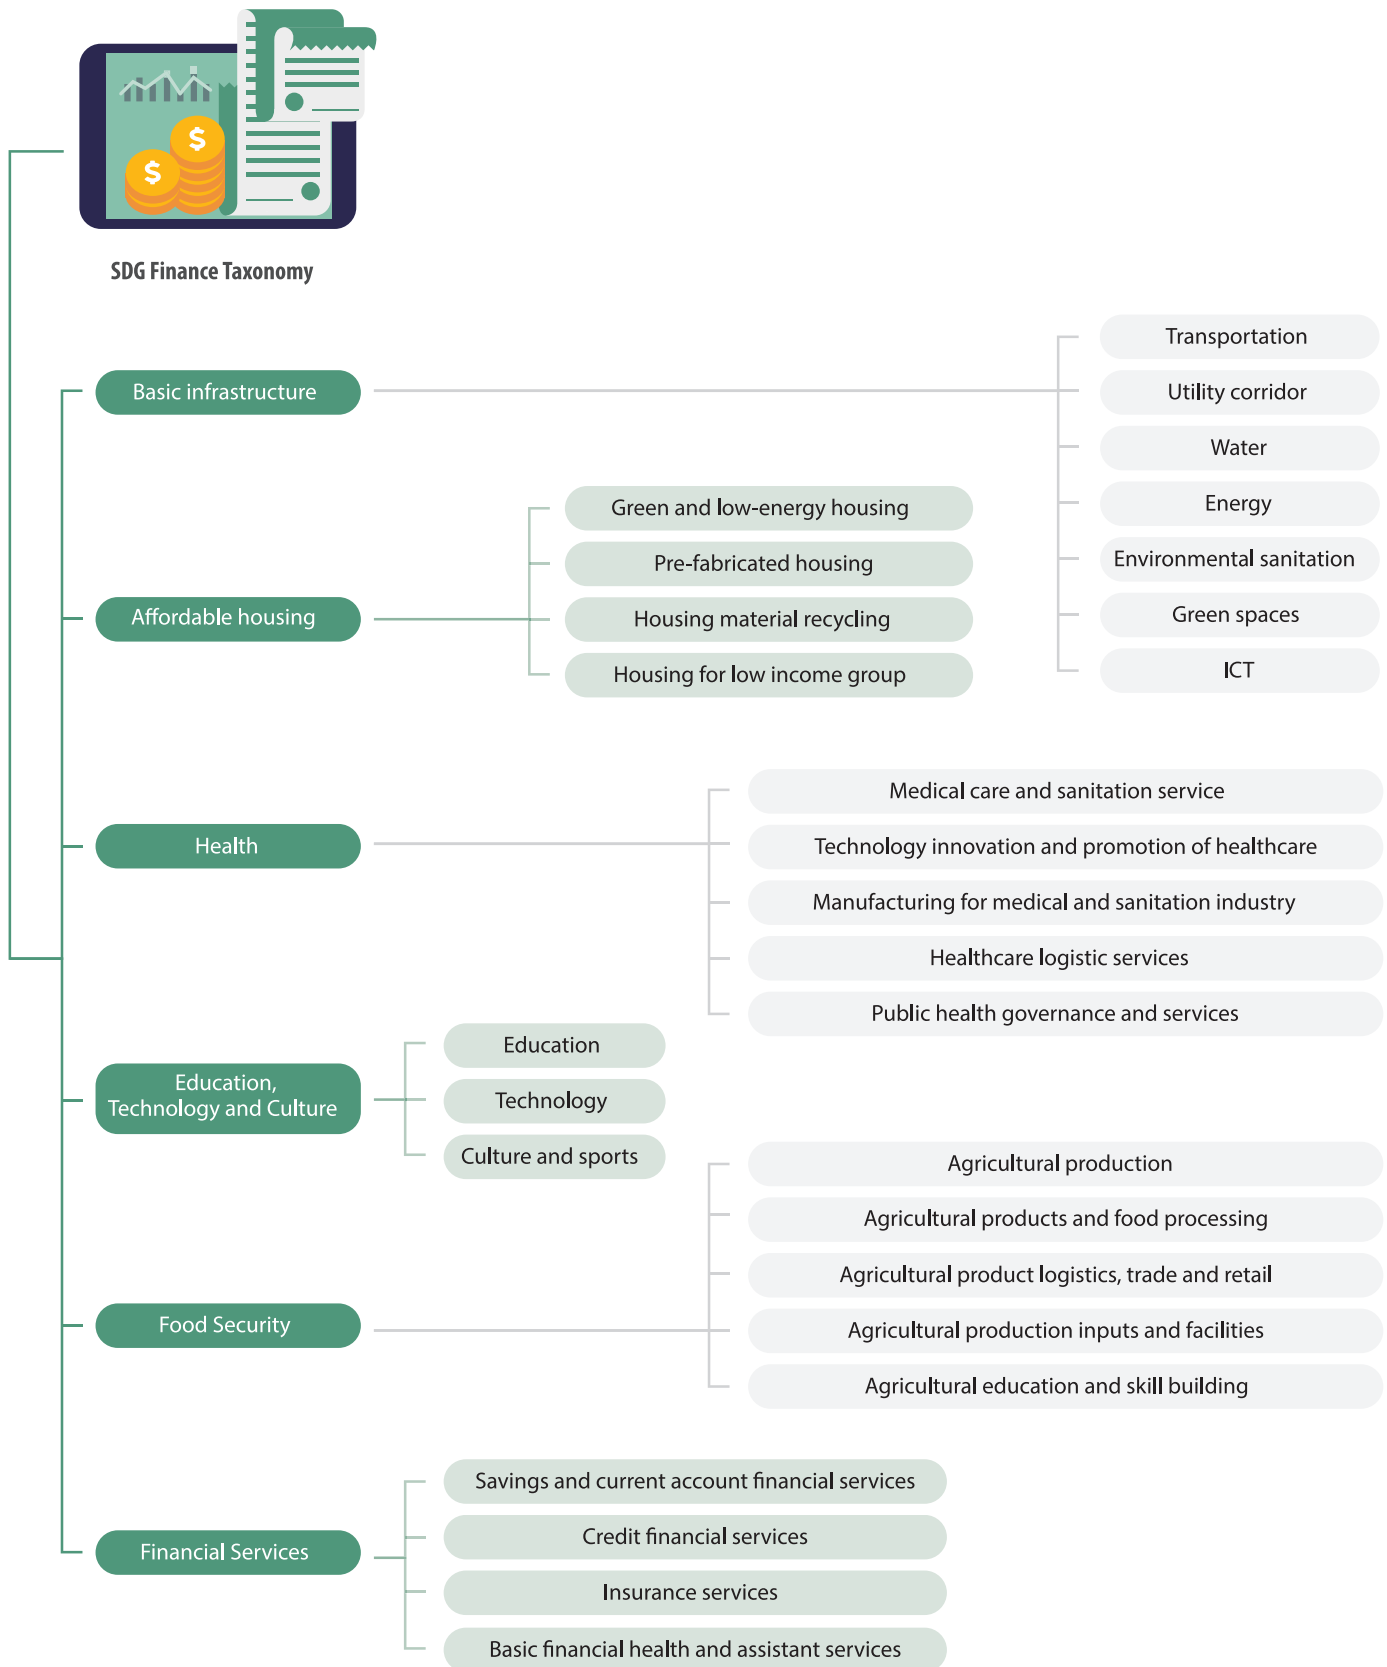 $
$
SDG Finance Taxonomy
Basic infrastructure
Transportation
Utility corridor
Water
Energy
Environmental sanitation
Green spaces
ICT
Affordable housing
Green and low-energy housing
Pre-fabricated housing
Housing material recycling
Housing for low income group
Health
Medical care and sanitation service
Technology innovation and promotion of healthcare
Manufacturing for medical and sanitation industry
Healthcare logistic services
Public health governance and services
Education,
Technology and Culture
Education
Technology
Culture and sports
Food Security
Agricultural production
Agricultural products and food processing
Agricultural product logistics, trade and retail
Agricultural production inputs and facilities
Agricultural education and skill building
Financial Services
Savings and current account financial services
Credit financial services
Insurance services
Basic financial health and assistant services